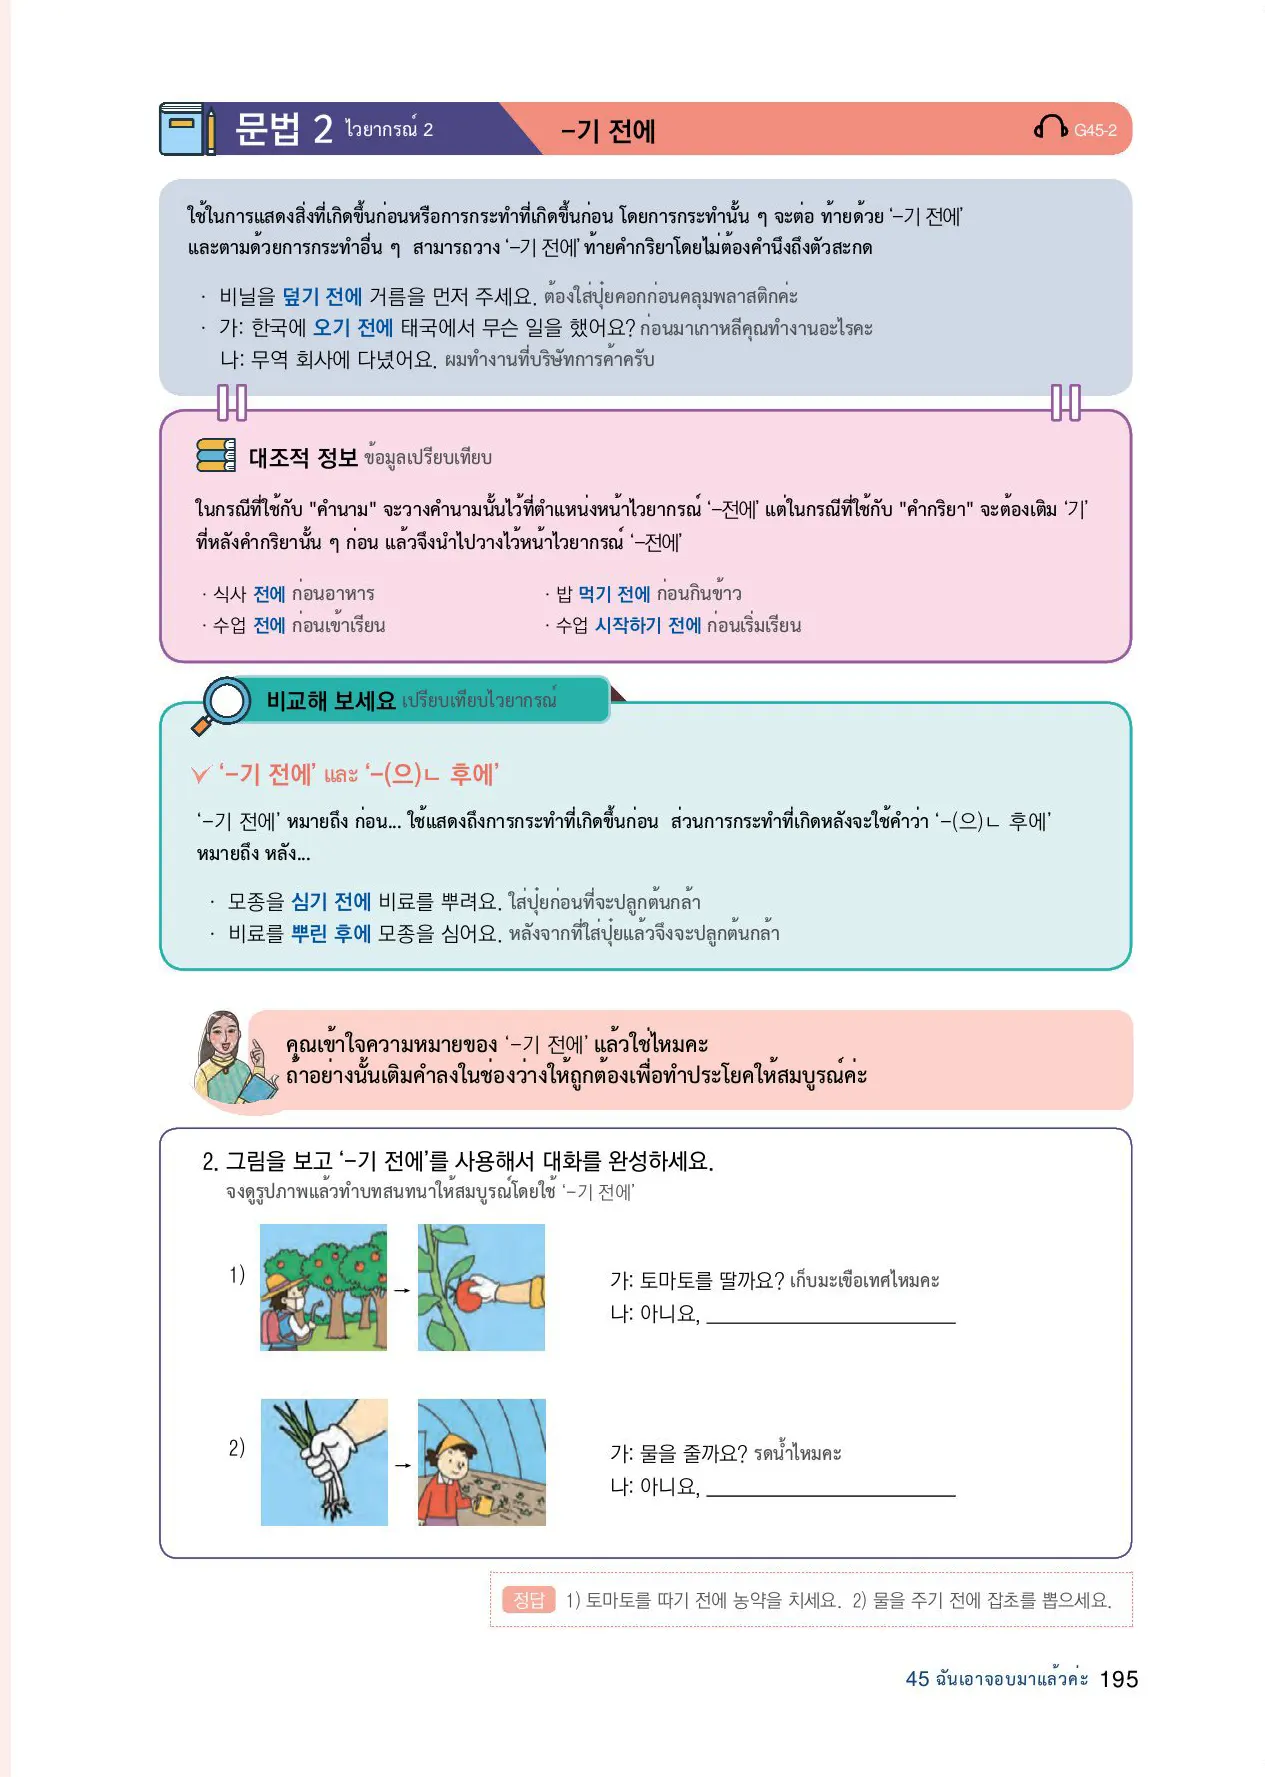 문법 2 ไวยากรณ์ 2 -기 전에 G45-2
ใช้ในการแสดงสิ่งที่เกิดขึ้นก่อนหรือการกระทำที่เกิดขึ้นก่อน โดยการกระทำนั้น ๆ จะต่อ ท้ายด้วย ‘-기 전에’
และตามด้วยการกระทำอื่น ๆ สามารถวาง ‘-기 전에’ ท้ายคำกริยาโดยไม่ต้องคำนึงถึงตัวสะกด
· 비닐을 덮기 전에 거름을 먼저 주세요. ต้องใส่ปุ๋ยคอกก่อนคลุมพลาสติกค่ะ
· 가: 한국에 오기 전에 태국에서 무슨 일을 했어요? ก่อนมาเกาหลีคุณทำงานอะไรคะ
나: 무역 회사에 다녔어요. ผมทำงานที่บริษัทการค้าครับ
대조적 정보 ข้อมูลเปรียบเทียบ
ในกรณีที่ใช้กับ "คำนาม" จะวางคำนามนั้นไว้ที่ตำแหน่งหน้าไวยากรณ์ ‘-전에’ แต่ในกรณีที่ใช้กับ "คำกริยา" จะต้องเติม ‘기’
ที่หลังคำกริยานั้น ๆ ก่อน แล้วจึงนำไปวางไว้หน้าไวยากรณ์ ‘-전에’
· 식사 전에 ก่อนอาหาร · 밥 먹기 전에 ก่อนกินข้าว
· 수업 전에 ก่อนเข้าเรียน · 수업 시작하기 전에 ก่อนเริ่มเรียน
비교해 보세요 เปรียบเทียบไวยากรณ์
‘-기 전에’ และ ‘-(으)ㄴ 후에’
‘-기 전에’ หมายถึง ก่อน... ใช้แสดงถึงการกระทำที่เกิดขึ้นก่อน ส่วนการกระทำที่เกิดหลังจะใช้คำว่า ‘-(으)ㄴ 후에’
หมายถึง หลัง...
· 모종을 심기 전에 비료를 뿌려요. ใส่ปุ๋ยก่อนที่จะปลูกต้นกล้า
· 비료를 뿌린 후에 모종을 심어요. หลังจากที่ใส่ปุ๋ยแล้วจึงจะปลูกต้นกล้า
คุณเข้าใจความหมายของ ‘-기 전에’ แล้วใช่ไหมคะ
ถ้าอย่างนั้นเติมคำลงในช่องว่างให้ถูกต้องเพื่อทำประโยคให้สมบูรณ์ค่ะ
2. 그림을 보고 ‘-기 전에’를 사용해서 대화를 완성하세요.
จงดูรูปภาพแล้วทำบทสนทนาให้สมบูรณ์โดยใช้ ‘-기 전에’
1) →
가: 토마토를 딸까요? เก็บมะเขือเทศไหมคะ
나: 아니요, ____________________
2) →
가: 물을 줄까요? รดน้ำไหมคะ
나: 아니요, ____________________
정답 1) 토마토를 따기 전에 농약을 치세요. 2) 물을 주기 전에 잡초를 뽑으세요.
45 ฉันเอาจอบมาแล้วค่ะ 195